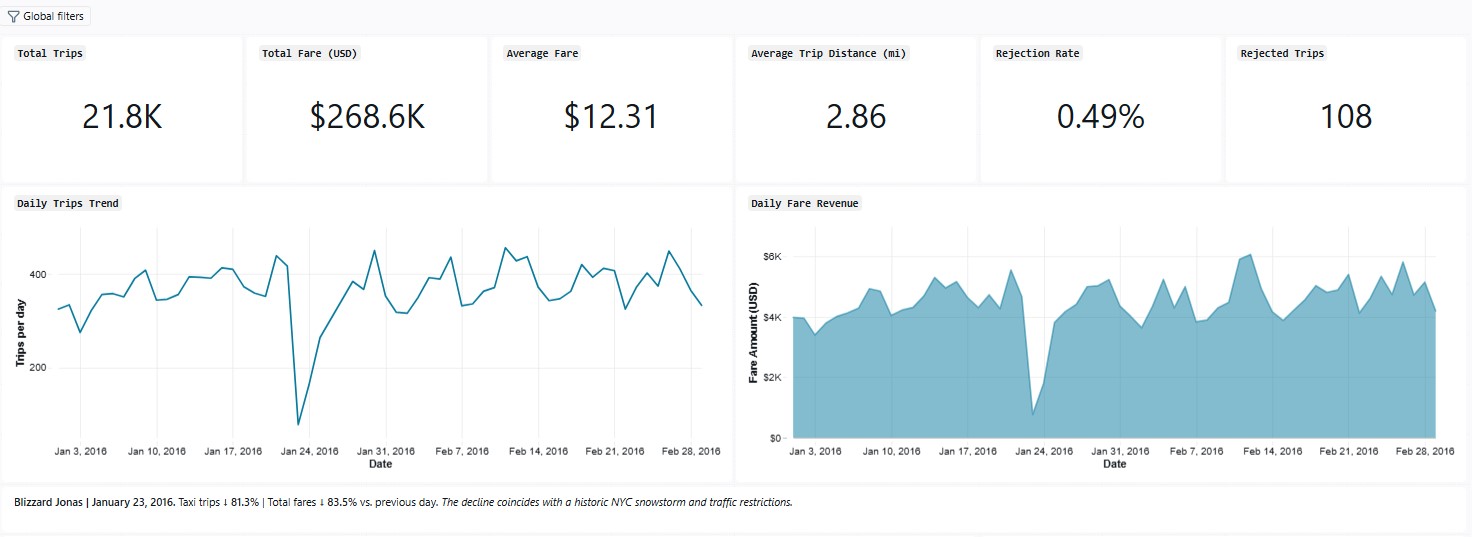 Global filters
Total Trips
Total Fare (USD)
Average Fare
Average Trip Distance (mi)
Rejection Rate
Rejected Trips
21.8K
$268.6K
$12.31
2.86
0.49%
108
Daily Trips Trend
Trips per day
400
200
Jan 3, 2016
Jan 10, 2016
Jan 17, 2016
Jan 24, 2016
Jan 31, 2016
Feb 7, 2016
Feb 14, 2016
Feb 21, 2016
Feb 28, 2016
Date
Daily Fare Revenue
Fare Amount (USD)
$6K
$4K
$2K
$0
Jan 3, 2016
Jan 10, 2016
Jan 17, 2016
Jan 24, 2016
Jan 31, 2016
Feb 7, 2016
Feb 14, 2016
Feb 21, 2016
Feb 28, 2016
Date
Blizzard Jonas | January 23, 2016. Taxi trips ↓ 81.3% | Total fares ↓ 83.5% vs. previous day. The decline coincides with a historic NYC snowstorm and traffic restrictions.